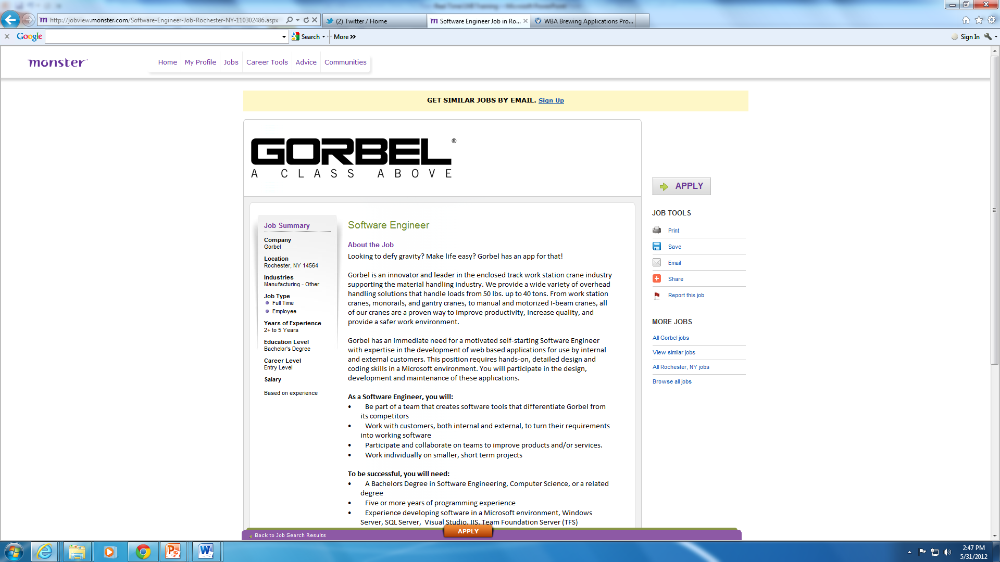 http://jobview.monster.com/Software-Engineer-Job-Rochester-NY-110302486.aspx
(2) Twitter / Home
Software Engineer Job in Ro...
WBA Brewing Applications Pro...
Google
Search
More
Sign In
monster
Home
My Profile
Jobs
Career Tools
Advice
Communities
GET SIMILAR JOBS BY EMAIL. Sign Up
GORBEL®
A CLASS ABOVE
Job Summary
Company
Gorbel
Location
Rochester, NY 14564
Industries
Manufacturing - Other
Job Type
Full Time
Employee
Years of Experience
2+ to 5 Years
Education Level
Bachelor's Degree
Career Level
Entry Level
Salary
Based on experience
Software Engineer
About the Job
Looking to defy gravity? Make life easy? Gorbel has an app for that!
Gorbel is an innovator and leader in the enclosed track work station crane industry
supporting the material handling industry. We provide a wide variety of overhead
handling solutions that handle loads from 50 lbs. up to 40 tons. From work station
cranes, monorails, and gantry cranes, to manual and motorized I-beam cranes, all
of our cranes are a proven way to improve productivity, increase quality, and
provide a safer work environment.
Gorbel has an immediate need for a motivated self-starting Software Engineer
with expertise in the development of web based applications for use by internal
and external customers. This position requires hands-on, detailed design and
coding skills in a Microsoft environment. You will participate in the design,
development and maintenance of these applications.
As a Software Engineer, you will:
• Be part of a team that creates software tools that differentiate Gorbel from
its competitors
• Work with customers, both internal and external, to turn their requirements
into working software
• Participate and collaborate on teams to improve products and/or services.
• Work individually on smaller, short term projects
To be successful, you will need:
• A Bachelors Degree in Software Engineering, Computer Science, or a related
degree
• Five or more years of programming experience
• Experience developing software in a Microsoft environment, Windows
Server, SQL Server,  Visual Studio, IIS, Team Foundation Server (TFS)
APPLY
JOB TOOLS
Print
Save
Email
Share
Report this job
MORE JOBS
All Gorbel jobs
View similar jobs
All Rochester, NY jobs
Browse all jobs
Back to Job Search Results
APPLY
2:47 PM
5/31/2012